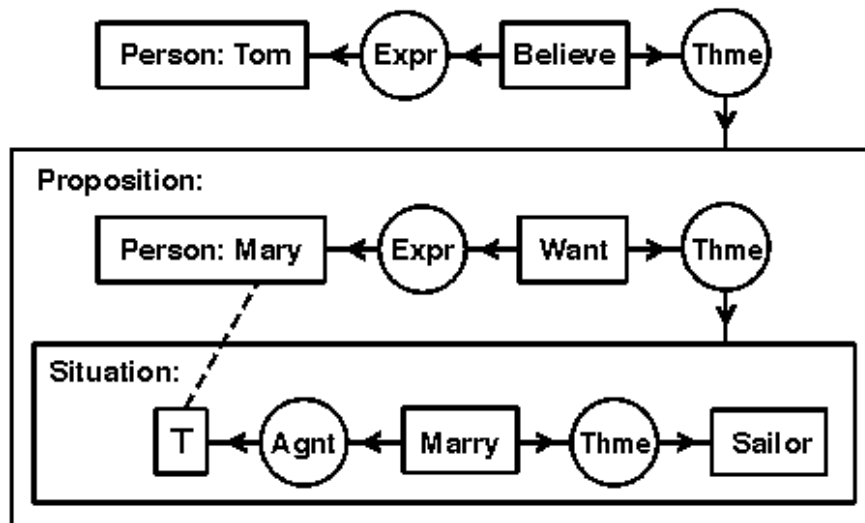 Person: Tom Expr Believe Thme
Proposition:
Person: Mary Expr Want Thme
Situation:
T Agnt Marry Thme Sailor